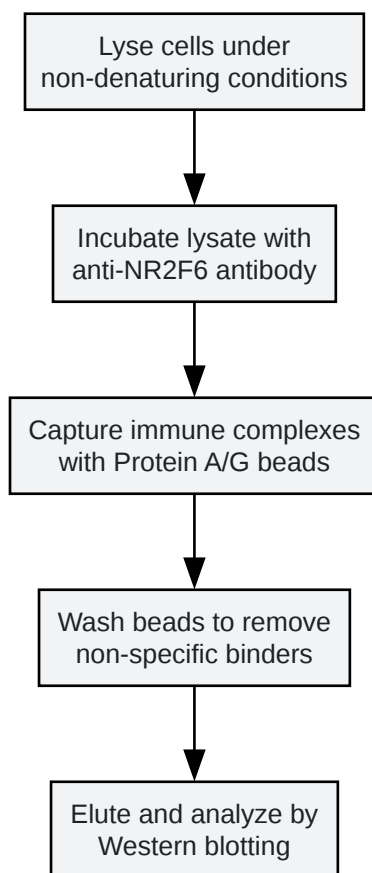 Lyse cells under
non-denaturing conditions
Incubate lysate with
anti-NR2F6 antibody
Capture immune complexes
with Protein A/G beads
Wash beads to remove
non-specific binders
Elute and analyze by
Western blotting